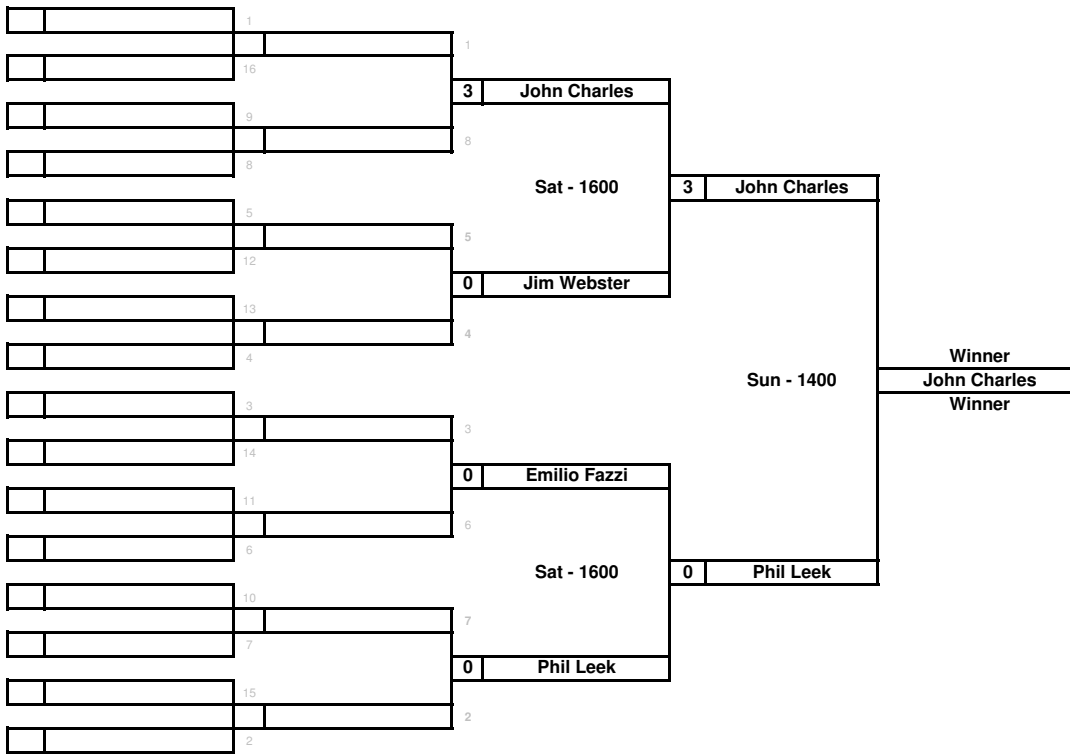 1
1
16
3 John Charles
9
8
8
Sat - 1600
3 John Charles
5
5
12
0 Jim Webster
13
4
4
Winner
Sun - 1400
John Charles
3
Winner
3
14
0 Emilio Fazzi
11
6
6
Sat - 1600
0 Phil Leek
10
7
7
0 Phil Leek
15
2
2